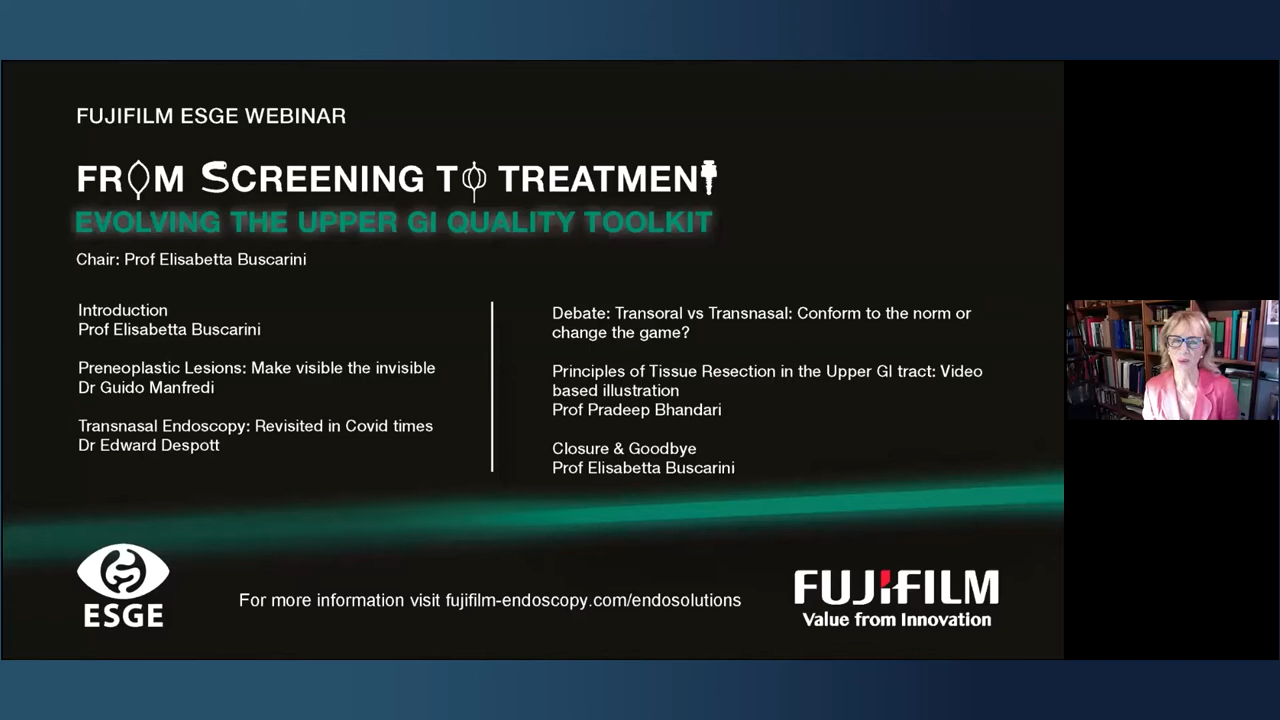 FUJIFILM ESGE WEBINAR
FROM SCREENING TO TREATMENT
EVOLVING THE UPPER GI QUALITY TOOLKIT
Chair: Prof Elisabetta Buscarini
Introduction
Prof Elisabetta Buscarini
Preneoplastic Lesions: Make visible the invisible
Dr Guido Manfredi
Transnasal Endoscopy: Revisited in Covid times
Dr Edward Despott
Debate: Transoral vs Transnasal: Conform to the norm or
change the game?
Principles of Tissue Resection in the Upper GI tract: Video
based illustration
Prof Pradeep Bhandari
Closure & Goodbye
Prof Elisabetta Buscarini
ESGE
For more information visit fujifilm-endoscopy.com/endosolutions
FUJIFILM
Value from Innovation